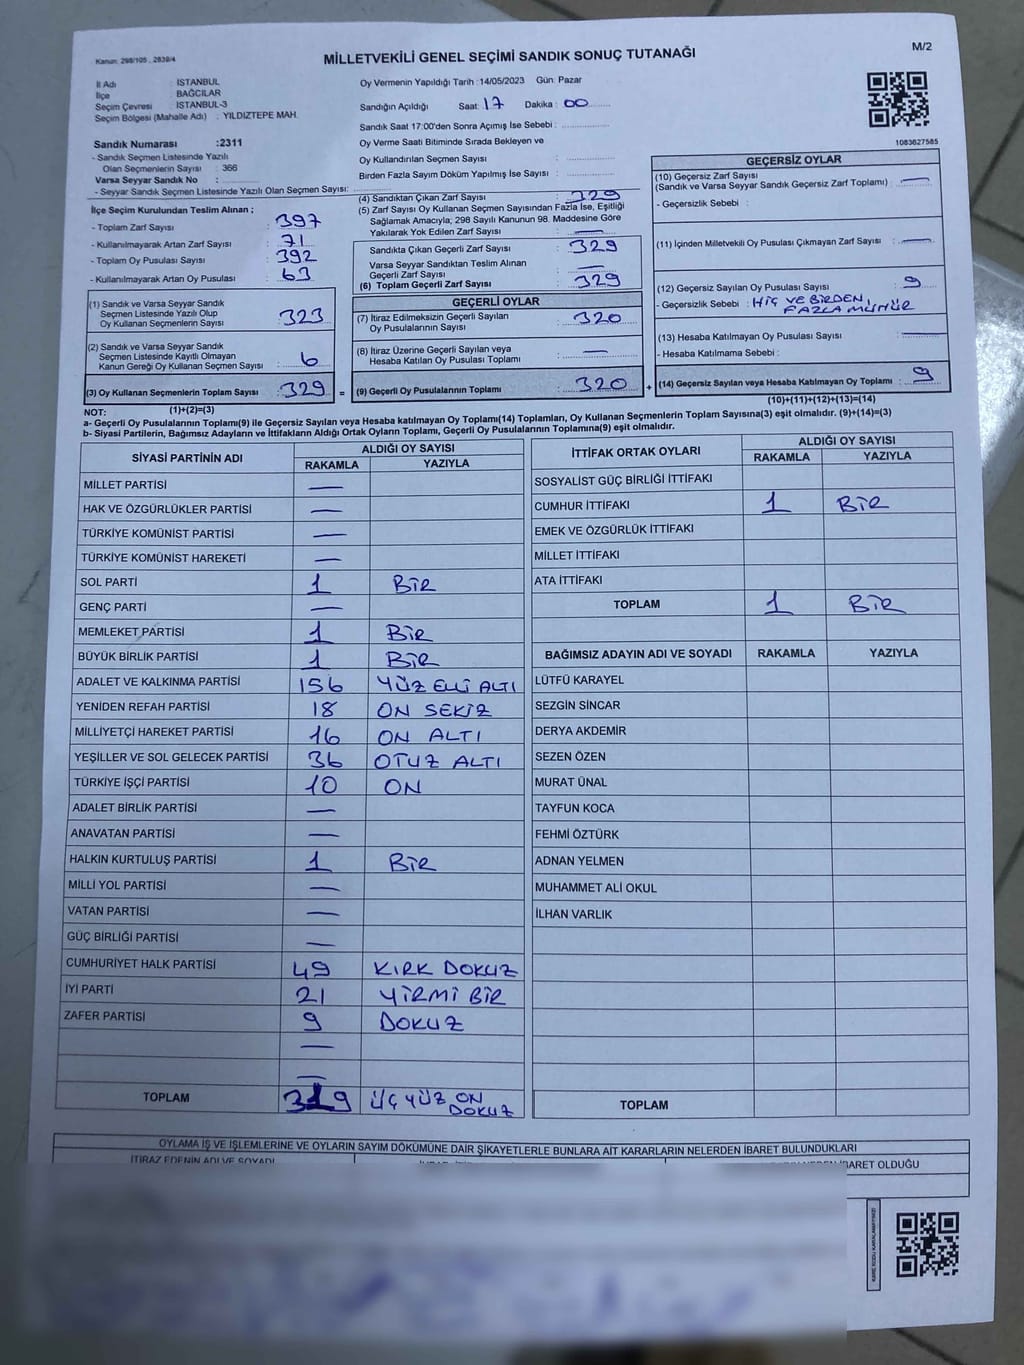 Kanun: 298/105 , 2839/4
MİLLETVEKİLİ GENEL SEÇİMİ SANDIK SONUÇ TUTANAĞI
M/2
İl Adı : İSTANBUL
İlçe : BAĞCILAR
Seçim Çevresi : İSTANBUL-3
Seçim Bölgesi (Mahalle Adı) : YILDIZTEPE MAH.
Sandık Numarası :2311
- Sandık Seçmen Listesinde Yazılı
Olan Seçmenlerin Sayısı : 366
Varsa Seyyar Sandık No :
- Seyyar Sandık Seçmen Listesinde Yazılı Olan Seçmen Sayısı:
Oy Vermenin Yapıldığı Tarih :14/05/2023 Gün: Pazar
Sandığın Açıldığı Saat: 17 Dakika : 00
Sandık Saat 17:00'den Sonra Açımış İse Sebebi :
Oy Verme Saati Bitiminde Sırada Bekleyen ve
Oy Kullandırılan Seçmen Sayısı :
Birden Fazla Sayım Döküm Yapılmış İse Sayısı :
1083627585
İlçe Seçim Kurulundan Teslim Alınan ;
- Toplam Zarf Sayısı : 397
- Kullanılmayarak Artan Zarf Sayısı : 71
- Toplam Oy Pusulası Sayısı : 392
- Kullanılmayarak Artan Oy Pusulası : 63
(1) Sandık ve Varsa Seyyar Sandık
Seçmen Listesinde Yazılı Olup
Oy Kullanan Seçmenlerin Sayısı : 323
(2) Sandık ve Varsa Seyyar Sandık
Seçmen Listesinde Kayıtlı Olmayan
Kanun Gereği Oy Kullanan Seçmen Sayısı : 6
(3) Oy Kullanan Seçmenlerin Toplam Sayısı : 329 =
(1)+(2)=(3)
(4) Sandıktan Çıkan Zarf Sayısı : 329
(5) Zarf Sayısı Oy Kullanan Seçmen Sayısından Fazla İse, Eşitliği
Sağlamak Amacıyla; 298 Sayılı Kanunun 98. Maddesine Göre
Yakılarak Yok Edilen Zarf Sayısı : —
Sandıkta Çıkan Geçerli Zarf Sayısı : 329
Varsa Seyyar Sandıktan Teslim Alınan
Geçerli Zarf Sayısı : —
(6) Toplam Geçerli Zarf Sayısı : 329
GEÇERLİ OYLAR
(7) İtiraz Edilmeksizin Geçerli Sayılan
Oy Pusulalarının Sayısı : 320
(8) İtiraz Üzerine Geçerli Sayılan veya
Hesaba Katılan Oy Pusulası Toplamı : —
(9) Geçerli Oy Pusulalarının Toplamı : 320 +
GEÇERSİZ OYLAR
(10) Geçersiz Zarf Sayısı
(Sandık ve Varsa Seyyar Sandık Geçersiz Zarf Toplamı) : —
- Geçersizlik Sebebi :
(11) İçinden Milletvekili Oy Pusulası Çıkmayan Zarf Sayısı : —
(12) Geçersiz Sayılan Oy Pusulası Sayısı : 9
- Geçersizlik Sebebi : HİÇ VE BİRDEN,
FAZLA MÜHÜR
(13) Hesaba Katılmayan Oy Pusulası Sayısı : —
- Hesaba Katılmama Sebebi :
(14) Geçersiz Sayılan veya Hesaba Katılmayan Oy Toplamı : 9
(10)+(11)+(12)+(13)=(14)
NOT:
a- Geçerli Oy Pusulalarının Toplamı(9) ile Geçersiz Sayılan veya Hesaba katılmayan Oy Toplamı(14) Toplamları, Oy Kullanan Seçmenlerin Toplam Sayısına(3) eşit olmalıdır. (9)+(14)=(3)
b- Siyasi Partilerin, Bağımsız Adayların ve İttifakların Aldığı Ortak Oyların Toplamı, Geçerli Oy Pusulalarının Toplamına(9) eşit olmalıdır.
SİYASİ PARTİNİN ADI ALDIĞI OY SAYISI
RAKAMLA YAZIYLA
MİLLET PARTİSİ —
HAK VE ÖZGÜRLÜKLER PARTİSİ —
TÜRKİYE KOMÜNİST PARTİSİ —
TÜRKİYE KOMÜNİST HAREKETİ —
SOL PARTİ 1 BİR
GENÇ PARTİ —
MEMLEKET PARTİSİ 1 BİR
BÜYÜK BİRLİK PARTİSİ 1 BİR
ADALET VE KALKINMA PARTİSİ 156 YÜZ ELLİ ALTI
YENİDEN REFAH PARTİSİ 18 ON SEKİZ
MİLLİYETÇİ HAREKET PARTİSİ 16 ON ALTI
YEŞİLLER VE SOL GELECEK PARTİSİ 36 OTUZ ALTI
TÜRKİYE İŞÇİ PARTİSİ 10 ON
ADALET BİRLİK PARTİSİ —
ANAVATAN PARTİSİ —
HALKIN KURTULUŞ PARTİSİ 1 BİR
MİLLİ YOL PARTİSİ —
VATAN PARTİSİ —
GÜÇ BİRLİĞİ PARTİSİ —
CUMHURİYET HALK PARTİSİ 49 KIRK DOKUZ
İYİ PARTİ 21 YİRMİ BİR
ZAFER PARTİSİ 9 DOKUZ
—
—
TOPLAM 319 ÜÇ YÜZ ON
DOKUZ
İTTİFAK ORTAK OYLARI ALDIĞI OY SAYISI
RAKAMLA YAZIYLA
SOSYALİST GÜÇ BİRLİĞİ İTTİFAKI
CUMHUR İTTİFAKI 1 BİR
EMEK VE ÖZGÜRLÜK İTTİFAKI
MİLLET İTTİFAKI
ATA İTTİFAKI
TOPLAM 1 BİR
BAĞIMSIZ ADAYIN ADI VE SOYADI RAKAMLA YAZIYLA
LÜTFÜ KARAYEL
SEZGİN SİNCAR
DERYA AKDEMİR
SEZEN ÖZEN
MURAT ÜNAL
TAYFUN KOCA
FEHMİ ÖZTÜRK
ADNAN YELMEN
MUHAMMET ALİ OKUL
İLHAN VARLIK
TOPLAM
OYLAMA İŞ VE İŞLEMLERİNE VE OYLARIN SAYIM DÖKÜMÜNE DAİR ŞİKAYETLERLE BUNLARA AİT KARARLARIN NELERDEN İBARET BULUNDUKLARI
İTİRAZ EDENİN ADI VE SOYADI İBARET OLDUĞU